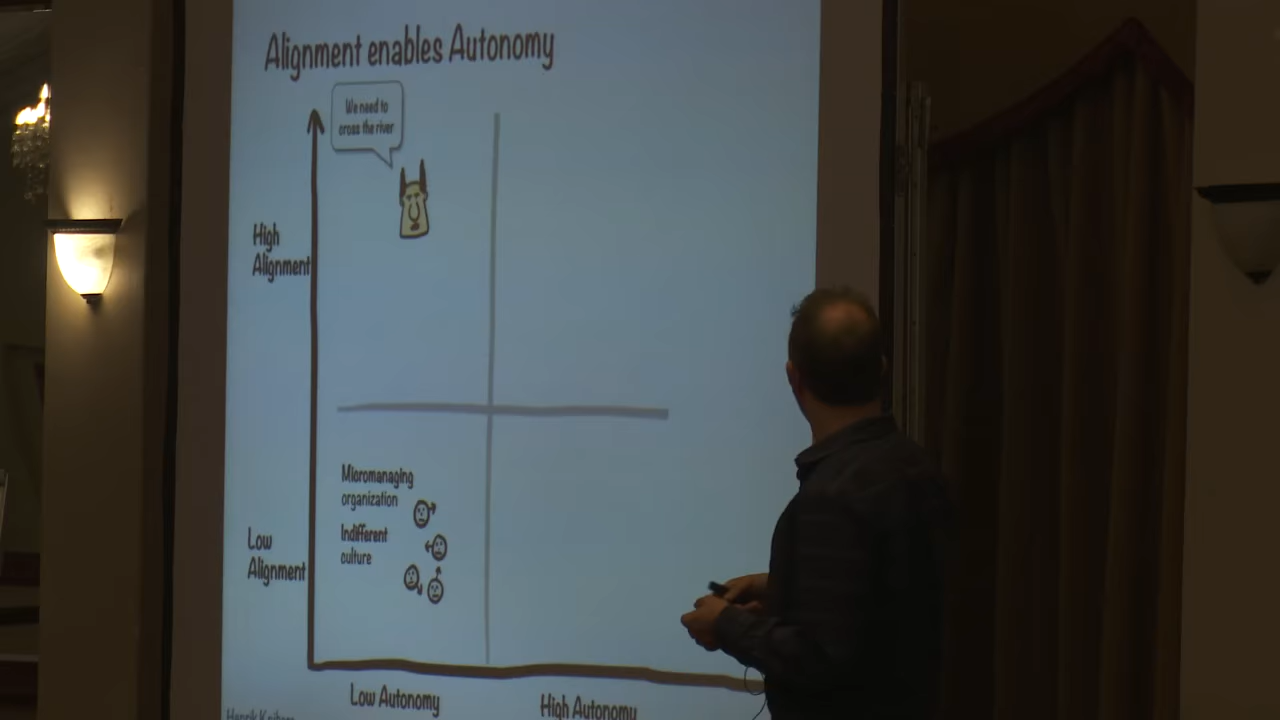 Alignment enables Autonomy
We need to
cross the river
High
Alignment
Micromanaging
organization
Indifferent
culture
Low
Alignment
Low Autonomy
High Autonomy
Henrik